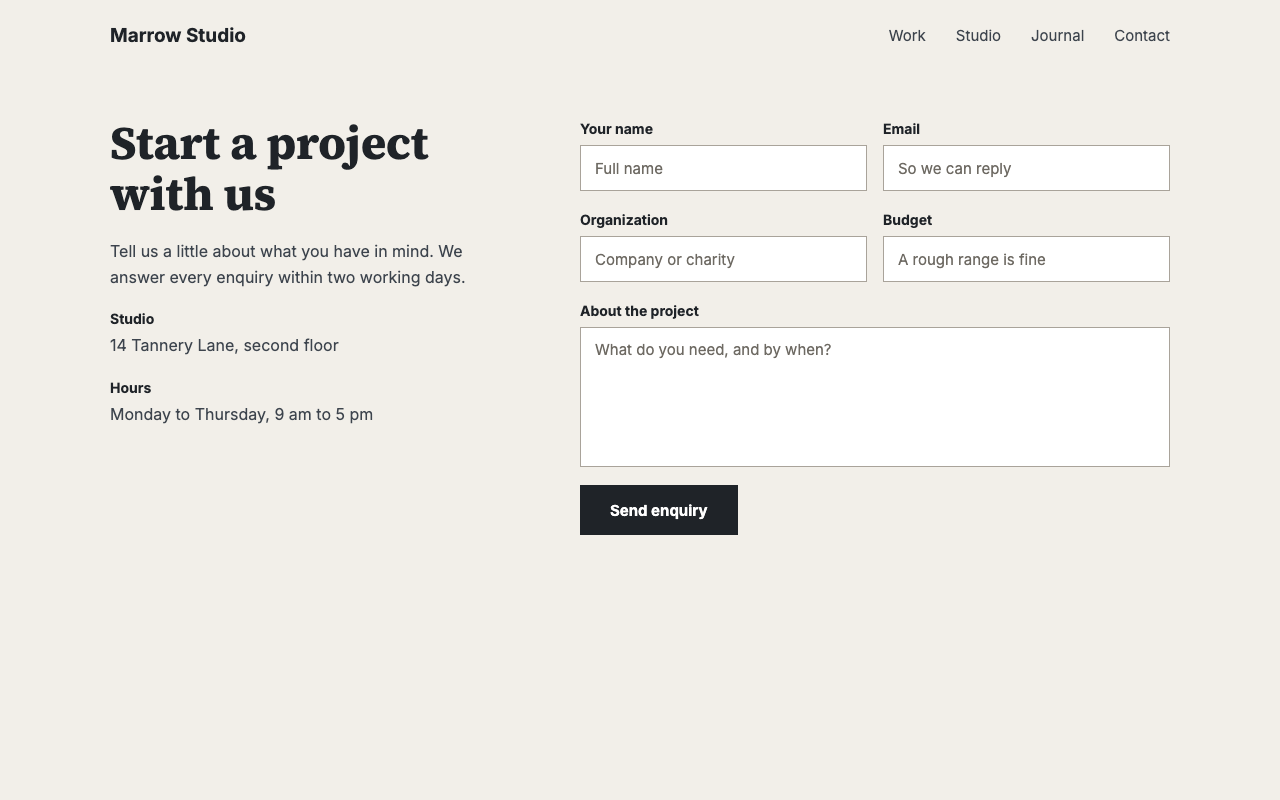 Marrow Studio
Work Studio Journal Contact
Start a project
with us
Tell us a little about what you have in mind. We
answer every enquiry within two working days.
Studio
14 Tannery Lane, second floor
Hours
Monday to Thursday, 9 am to 5 pm
Your name
Full name
Email
So we can reply
Organization
Company or charity
Budget
A rough range is fine
About the project
What do you need, and by when?
Send enquiry